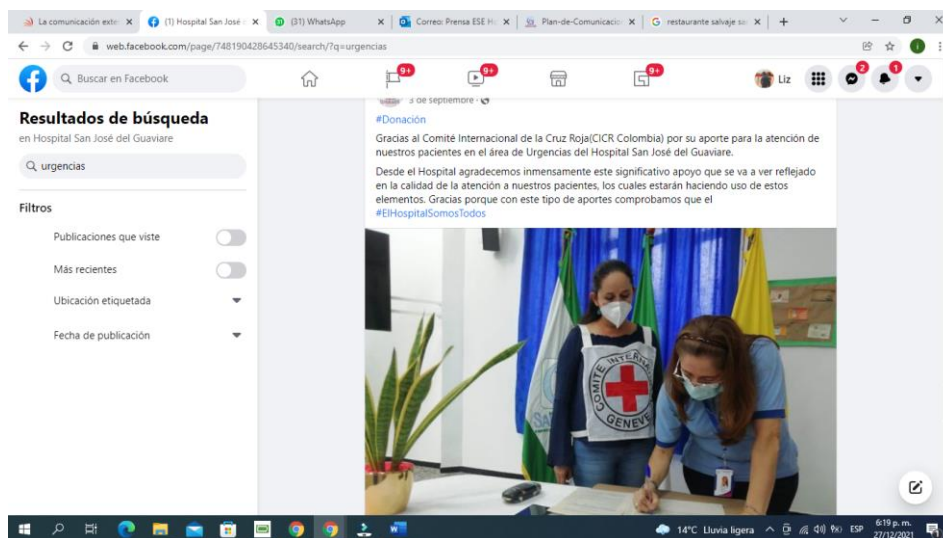 La comunicación exter
(1) Hospital San José
(31) WhatsApp
Correo: Prensa ESE H
Plan-de-Comunicacio
restaurante salvaje sa
web.facebook.com/page/748190428645340/search/?q=urgencias
Buscar en Facebook
9+
9+
9+
Liz
2
1
Resultados de búsqueda
en Hospital San José del Guaviare
urgencias
Filtros
Publicaciones que viste
Más recientes
Ubicación etiquetada
Fecha de publicación
3 de septiembre
#Donación
Gracias al Comité Internacional de la Cruz Roja(CICR Colombia) por su aporte para la atención de
nuestros pacientes en el área de Urgencias del Hospital San José del Guaviare.
Desde el Hospital agradecemos inmensamente este significativo apoyo que se va a ver reflejado
en la calidad de la atención a nuestros pacientes, los cuales estarán haciendo uso de estos
elementos. Gracias porque con este tipo de aportes comprobamos que el
#ElHospitalSomosTodos
COMITE INTERN
GENEVE
14°C Lluvia ligera
ESP
6:19 p. m.
27/12/2021